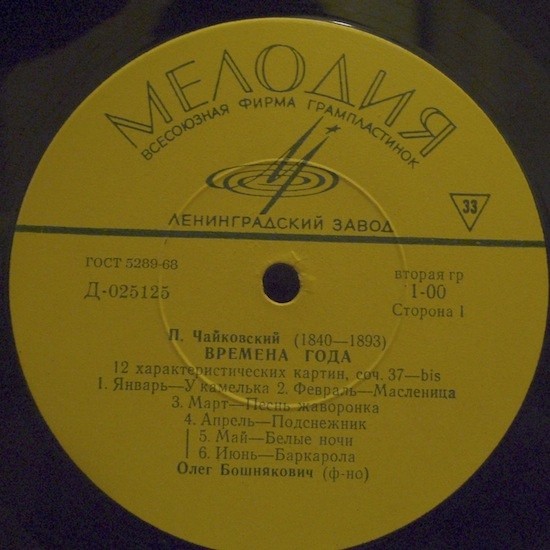 МЕЛОДИЯ
ВСЕСОЮЗНАЯ ФИРМА ГРАМПЛАСТИНОК
ЛЕНИНГРАДСКИЙ ЗАВОД
33
ГОСТ 5289-68
Д-025125
вторая гр
1-00
Сторона 1
П. Чайковский (1840—1893)
ВРЕМЕНА ГОДА
12 характеристических картин, соч. 37—bis
1. Январь—У камелька 2. Февраль—Масленица
3. Март—Песнь жаворонка
4. Апрель—Подснежник
5. Май—Белые ночи
6. Июнь—Баркарола
Олег Бошнякович (ф-но)